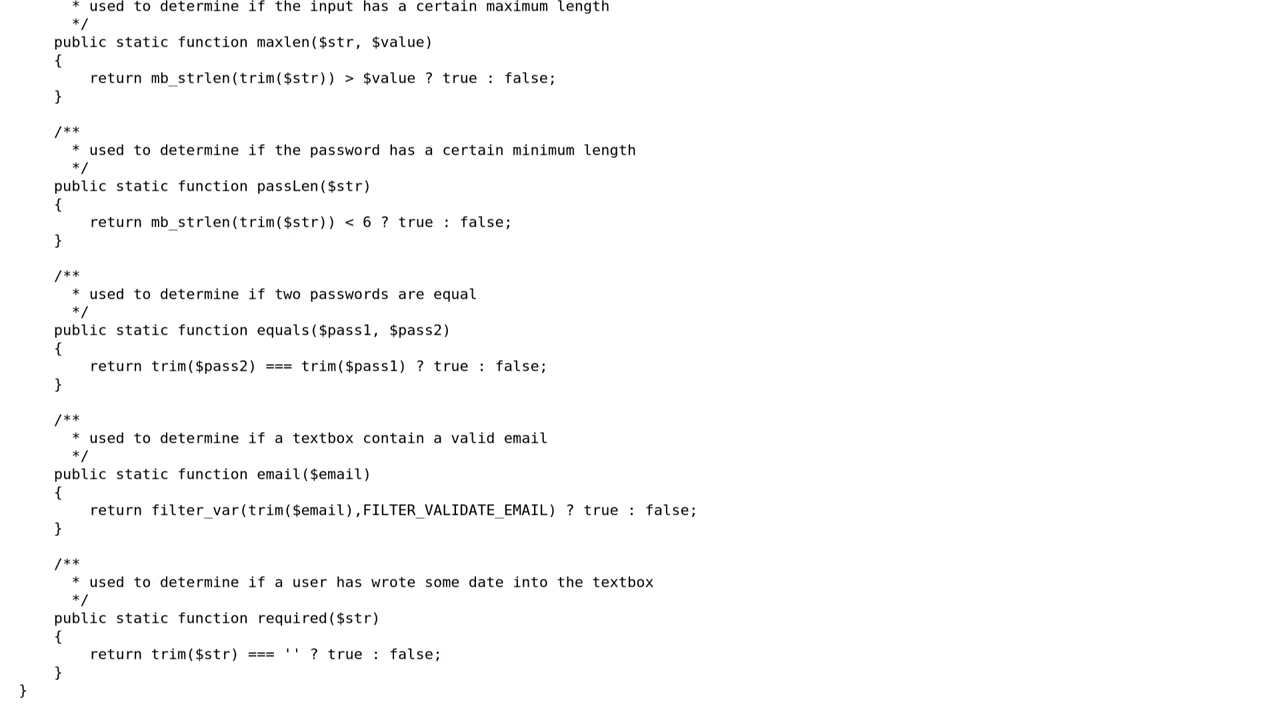 * used to determine if the input has a certain maximum length
*/
public static function maxlen($str, $value)
{
return mb_strlen(trim($str)) > $value ? true : false;
}
/**
* used to determine if the password has a certain minimum length
*/
public static function passLen($str)
{
return mb_strlen(trim($str)) < 6 ? true : false;
}
/**
* used to determine if two passwords are equal
*/
public static function equals($pass1, $pass2)
{
return trim($pass2) === trim($pass1) ? true : false;
}
/**
* used to determine if a textbox contain a valid email
*/
public static function email($email)
{
return filter_var(trim($email),FILTER_VALIDATE_EMAIL) ? true : false;
}
/**
* used to determine if a user has wrote some date into the textbox
*/
public static function required($str)
{
return trim($str) === '' ? true : false;
}
}